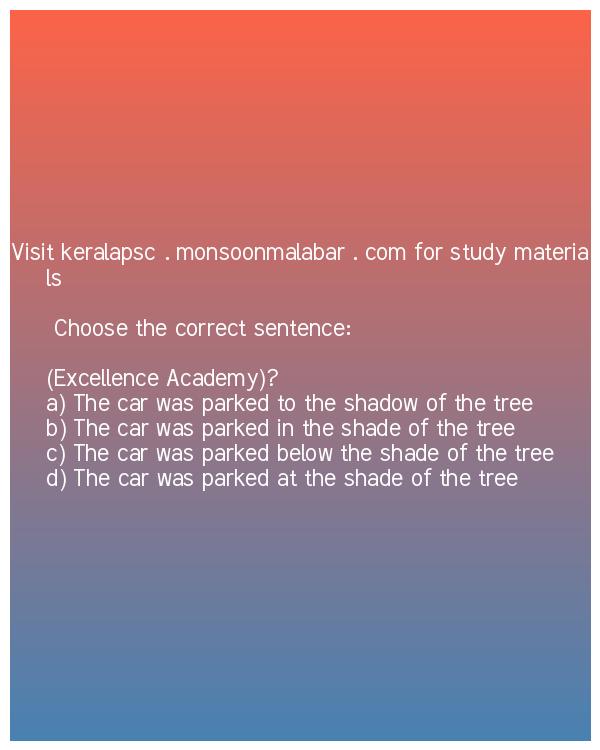 Visit keralapsc . monsoonmalabar . com for study materia
ls
Choose the correct sentence:
(Excellence Academy)?
a) The car was parked to the shadow of the tree
b) The car was parked in the shade of the tree
c) The car was parked below the shade of the tree
d) The car was parked at the shade of the tree